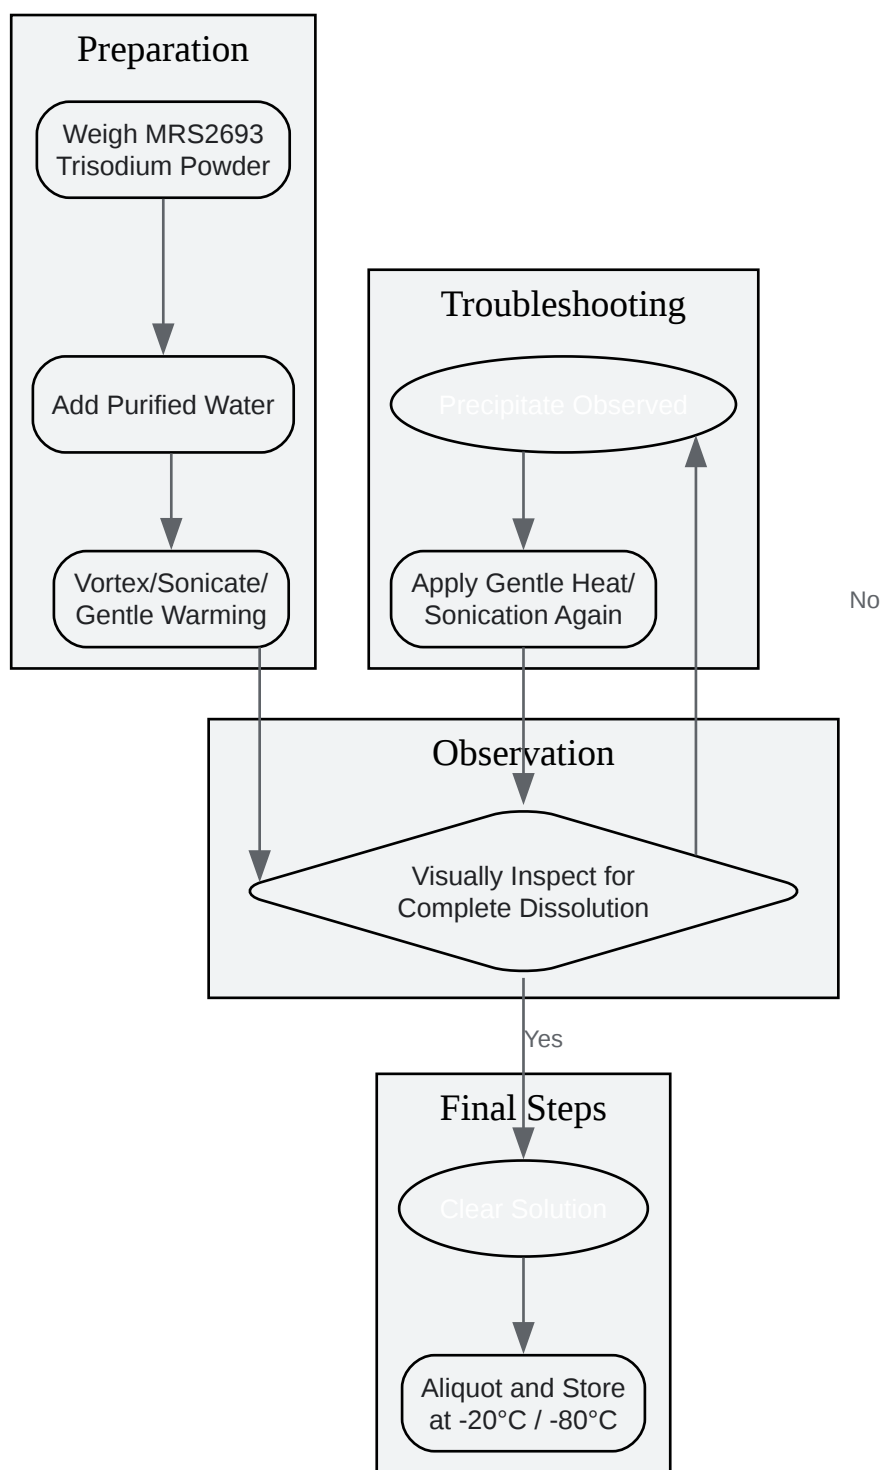 Preparation
Weigh MRS2693
Trisodium Powder
Add Purified Water
Vortex/Sonicate/
Gentle Warming
Troubleshooting
Precipitate Observed
Apply Gentle Heat/
Sonication Again
No
Observation
Visually Inspect for
Complete Dissolution
Yes
Final Steps
Clear Solution
Aliquot and Store
at -20°C / -80°C